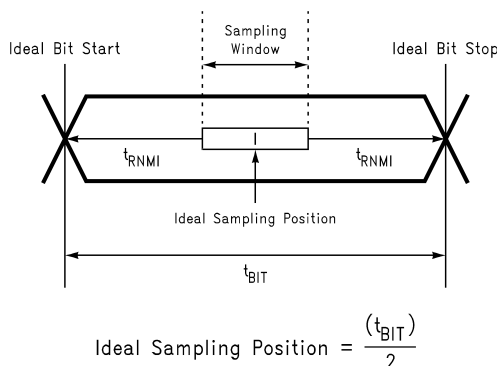 Sampling
Window
Ideal Bit Start
Ideal Bit Stop
tRNMI
tRNMI
Ideal Sampling Position
tBIT
Ideal Sampling Position = (tBIT)
2